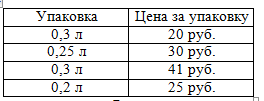 Упаковка Цена за упаковку
0,3 л 20 руб.
0,25 л 30 руб.
0,3 л 41 руб.
0,2 л 25 руб.